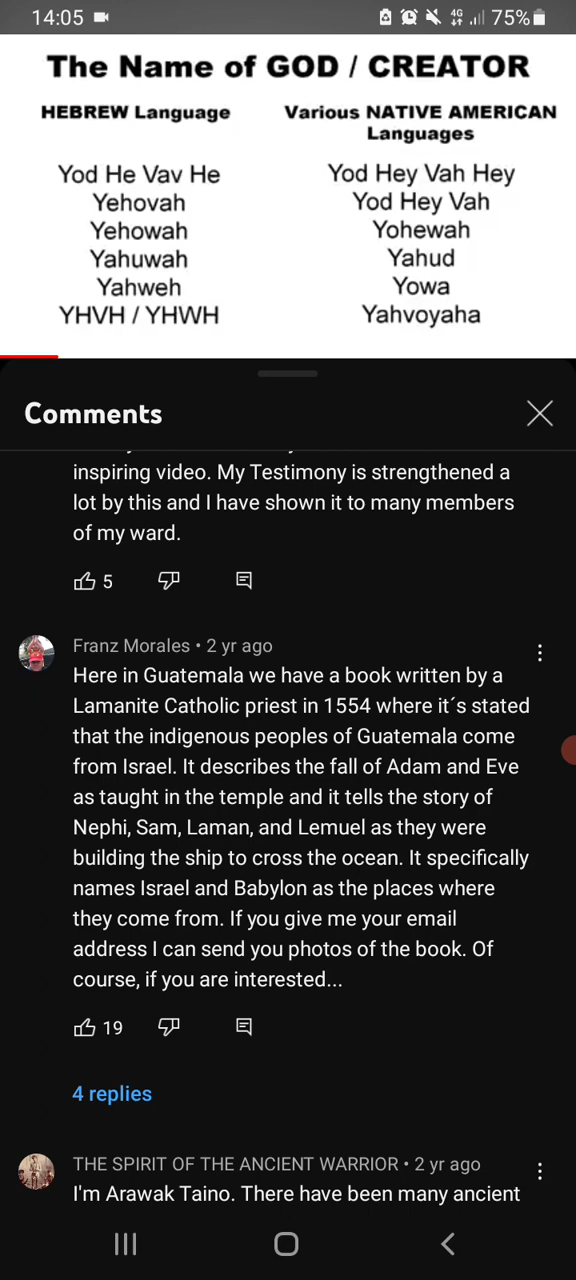 14:05 4G 75%
The Name of GOD / CREATOR
HEBREW Language
Yod He Vav He
Yehovah
Yehowah
Yahuwah
Yahweh
YHVH / YHWH
Various NATIVE AMERICAN
Languages
Yod Hey Vah Hey
Yod Hey Vah
Yohewah
Yahud
Yowa
Yahvoyaha
Comments
inspiring video. My Testimony is strengthened a
lot by this and I have shown it to many members
of my ward.
5
Franz Morales • 2 yr ago
Here in Guatemala we have a book written by a
Lamanite Catholic priest in 1554 where it´s stated
that the indigenous peoples of Guatemala come
from Israel. It describes the fall of Adam and Eve
as taught in the temple and it tells the story of
Nephi, Sam, Laman, and Lemuel as they were
building the ship to cross the ocean. It specifically
names Israel and Babylon as the places where
they come from. If you give me your email
address I can send you photos of the book. Of
course, if you are interested...
19
4 replies
THE SPIRIT OF THE ANCIENT WARRIOR • 2 yr ago
I'm Arawak Taino. There have been many ancient